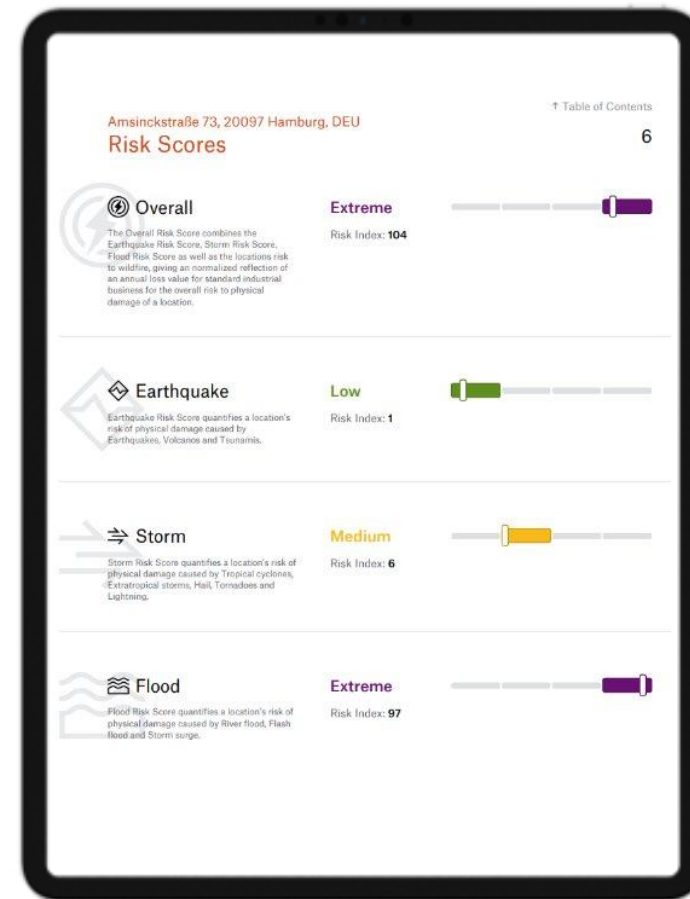 ↑ Table of Contents
Amsinckstraße 73, 20097 Hamburg, DEU
6
Risk Scores
Overall
Extreme
The Overall Risk Score combines the
Earthquake Risk Score, Storm Risk Score,
Flood Risk Score as well as the locations risk
to wildfire, giving an normalized reflection of
an annual loss value for standard industrial
business for the overall risk to physical
damage of a location.
Risk Index: 104
Earthquake
Low
Earthquake Risk Score quantifies a location's
risk of physical damage caused by
Earthquakes, Volcanos and Tsunamis.
Risk Index: 1
Storm
Medium
Storm Risk Score quantifies a location's risk of
physical damage caused by Tropical cyclones,
Extratropical storms, Hail, Tornadoes and
Lightning.
Risk Index: 6
Flood
Extreme
Flood Risk Score quantifies a location's risk of
physical damage caused by River flood, Flash
flood and Storm surge.
Risk Index: 97